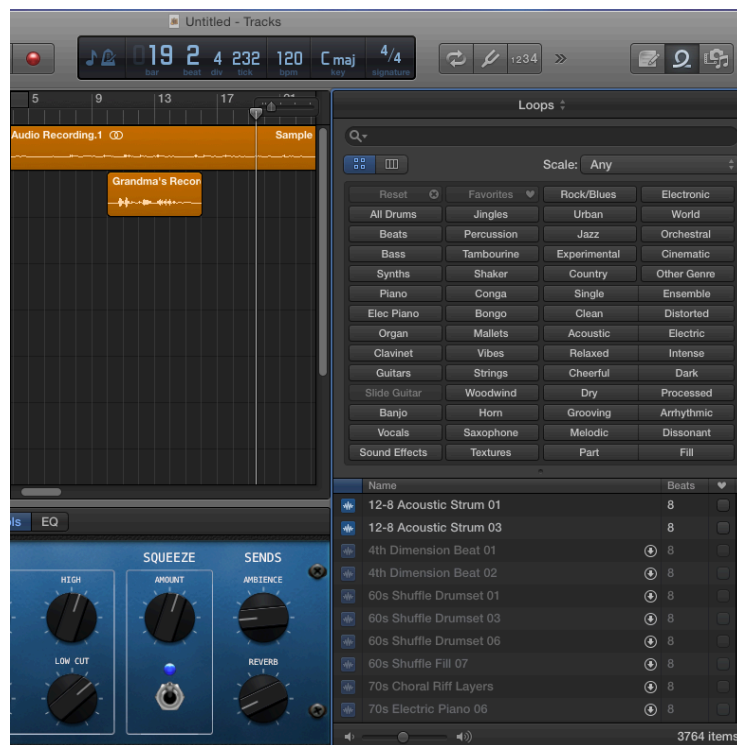 Untitled - Tracks
19 2 4 232 120 C maj 4/4
bar beat div tick bpm key signature
1234
5 9 13 17 21
Loops
Audio Recording.1 Sample
Grandma's Recor
Scale: Any
Reset Favorites Rock/Blues Electronic
All Drums Jingles Urban World
Beats Percussion Jazz Orchestral
Bass Tambourine Experimental Cinematic
Synths Shaker Country Other Genre
Piano Conga Single Ensemble
Elec Piano Bongo Clean Distorted
Organ Mallets Acoustic Electric
Clavinet Vibes Relaxed Intense
Guitars Strings Cheerful Dark
Slide Guitar Woodwind Dry Processed
Banjo Horn Grooving Arrhythmic
Vocals Saxophone Melodic Dissonant
Sound Effects Textures Part Fill
Name Beats
12-8 Acoustic Strum 01 8
12-8 Acoustic Strum 03 8
4th Dimension Beat 01 8
4th Dimension Beat 02 8
60s Shuffle Drumset 01 8
60s Shuffle Drumset 03 8
60s Shuffle Drumset 06 8
60s Shuffle Fill 07 8
70s Choral Riff Layers 8
70s Electric Piano 06 8
3764 items
ols EQ
SQUEEZE SENDS
HIGH AMOUNT AMBIENCE
LOW CUT REVERB